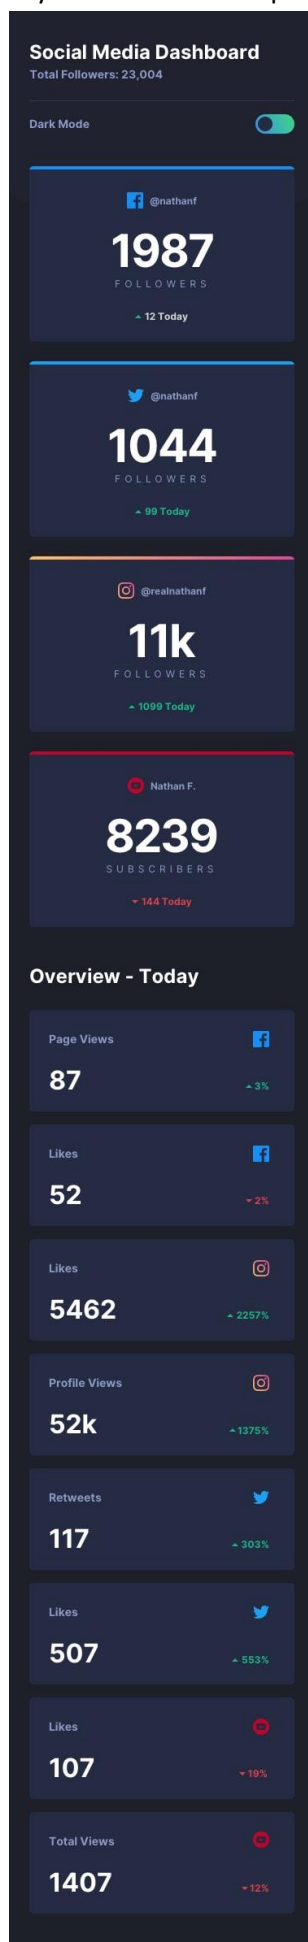 Social Media Dashboard
Total Followers: 23,004
Dark Mode
@nathanf
1987
FOLLOWERS
12 Today
@nathanf
1044
FOLLOWERS
99 Today
@realnathanf
11k
FOLLOWERS
1099 Today
Nathan F.
8239
SUBSCRIBERS
144 Today
Overview - Today
Page Views
87
3%
Likes
52
2%
Likes
5462
2257%
Profile Views
52k
1375%
Retweets
117
303%
Likes
507
553%
Likes
107
19%
Total Views
1407
12%